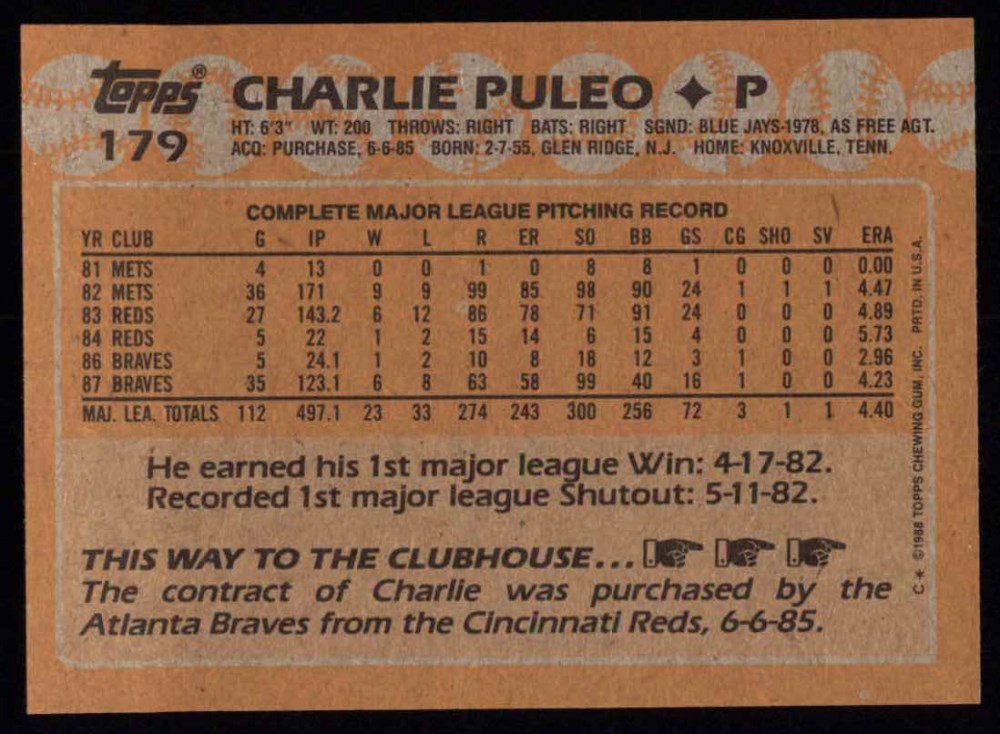 topps® CHARLIE PULEO ✦ P
179 HT: 6'3" WT: 200 THROWS: RIGHT BATS: RIGHT SGND: BLUE JAYS-1978, AS FREE AGT.
ACQ: PURCHASE, 6-6-85 BORN: 2-7-55, GLEN RIDGE, N.J. HOME: KNOXVILLE, TENN.
COMPLETE MAJOR LEAGUE PITCHING RECORD
YR CLUB G IP W L R ER SO BB GS CG SHO SV ERA
81 METS 4 13 0 0 1 0 8 8 1 0 0 0 0.00
82 METS 36 171 9 9 99 85 98 90 24 1 1 1 4.47
83 REDS 27 143.2 6 12 86 78 71 91 24 0 0 0 4.89
84 REDS 5 22 1 2 15 14 6 15 4 0 0 0 5.73
86 BRAVES 5 24.1 1 2 10 8 18 12 3 1 0 0 2.96
87 BRAVES 35 123.1 6 8 63 58 99 40 16 1 0 0 4.23
MAJ. LEA. TOTALS 112 497.1 23 33 274 243 300 256 72 3 1 1 4.40
He earned his 1st major league Win: 4-17-82.
Recorded 1st major league Shutout: 5-11-82.
THIS WAY TO THE CLUBHOUSE...
The contract of Charlie was purchased by the
Atlanta Braves from the Cincinnati Reds, 6-6-85.
C* ©1988 TOPPS CHEWING GUM, INC. PRTD. IN U.S.A.